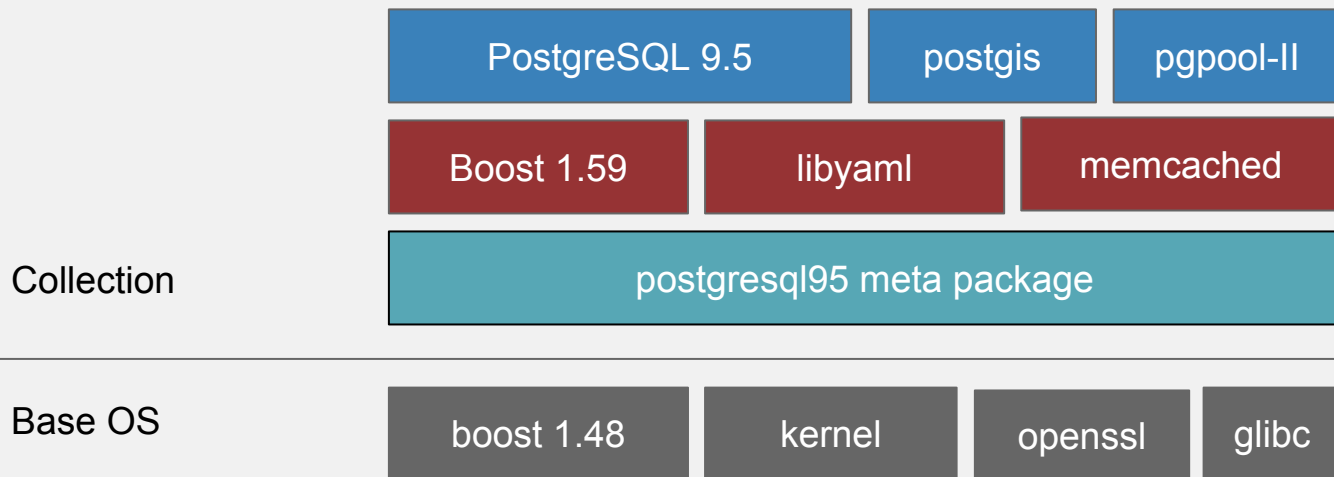 PostgreSQL 9.5 postgis pgpool-II
Boost 1.59 libyaml memcached
Collection postgresql95 meta package
Base OS boost 1.48 kernel openssl glibc